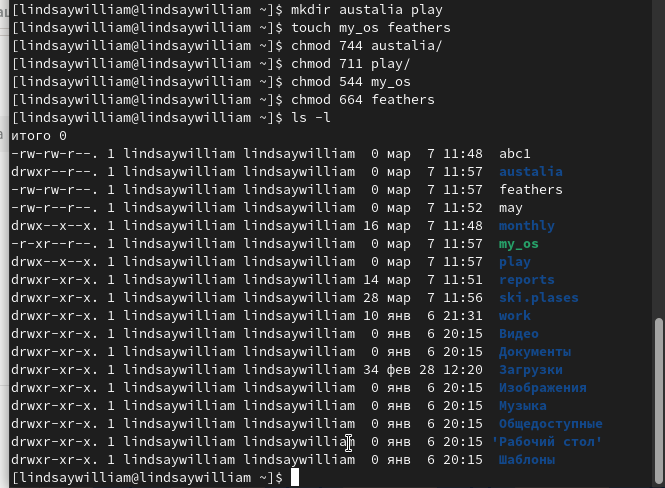 [lindsaywilliam@lindsaywilliam ~]$ mkdir austalia play
[lindsaywilliam@lindsaywilliam ~]$ touch my_os feathers
[lindsaywilliam@lindsaywilliam ~]$ chmod 744 austalia/
[lindsaywilliam@lindsaywilliam ~]$ chmod 711 play/
[lindsaywilliam@lindsaywilliam ~]$ chmod 544 my_os
[lindsaywilliam@lindsaywilliam ~]$ chmod 664 feathers
[lindsaywilliam@lindsaywilliam ~]$ ls -l
итого 0
-rw-rw-r--. 1 lindsaywilliam lindsaywilliam  0 мар  7 11:48  abc1
drwxr--r--. 1 lindsaywilliam lindsaywilliam  0 мар  7 11:57  austalia
-rw-rw-r--. 1 lindsaywilliam lindsaywilliam  0 мар  7 11:57  feathers
-rw-r--r--. 1 lindsaywilliam lindsaywilliam  0 мар  7 11:52  may
drwx--x--x. 1 lindsaywilliam lindsaywilliam 16 мар  7 11:48  monthly
-r-xr--r--. 1 lindsaywilliam lindsaywilliam  0 мар  7 11:57  my_os
drwx--x--x. 1 lindsaywilliam lindsaywilliam  0 мар  7 11:57  play
drwxr-xr-x. 1 lindsaywilliam lindsaywilliam 14 мар  7 11:51  reports
drwxr-xr-x. 1 lindsaywilliam lindsaywilliam 28 мар  7 11:56  ski.plases
drwxr-xr-x. 1 lindsaywilliam lindsaywilliam 10 янв  6 21:31  work
drwxr-xr-x. 1 lindsaywilliam lindsaywilliam  0 янв  6 20:15  Видео
drwxr-xr-x. 1 lindsaywilliam lindsaywilliam  0 янв  6 20:15  Документы
drwxr-xr-x. 1 lindsaywilliam lindsaywilliam 34 фев 28 12:20  Загрузки
drwxr-xr-x. 1 lindsaywilliam lindsaywilliam  0 янв  6 20:15  Изображения
drwxr-xr-x. 1 lindsaywilliam lindsaywilliam  0 янв  6 20:15  Музыка
drwxr-xr-x. 1 lindsaywilliam lindsaywilliam  0 янв  6 20:15  Общедоступные
drwxr-xr-x. 1 lindsaywilliam lindsaywilliam  0 янв  6 20:15 'Рабочий стол'
drwxr-xr-x. 1 lindsaywilliam lindsaywilliam  0 янв  6 20:15  Шаблоны
[lindsaywilliam@lindsaywilliam ~]$